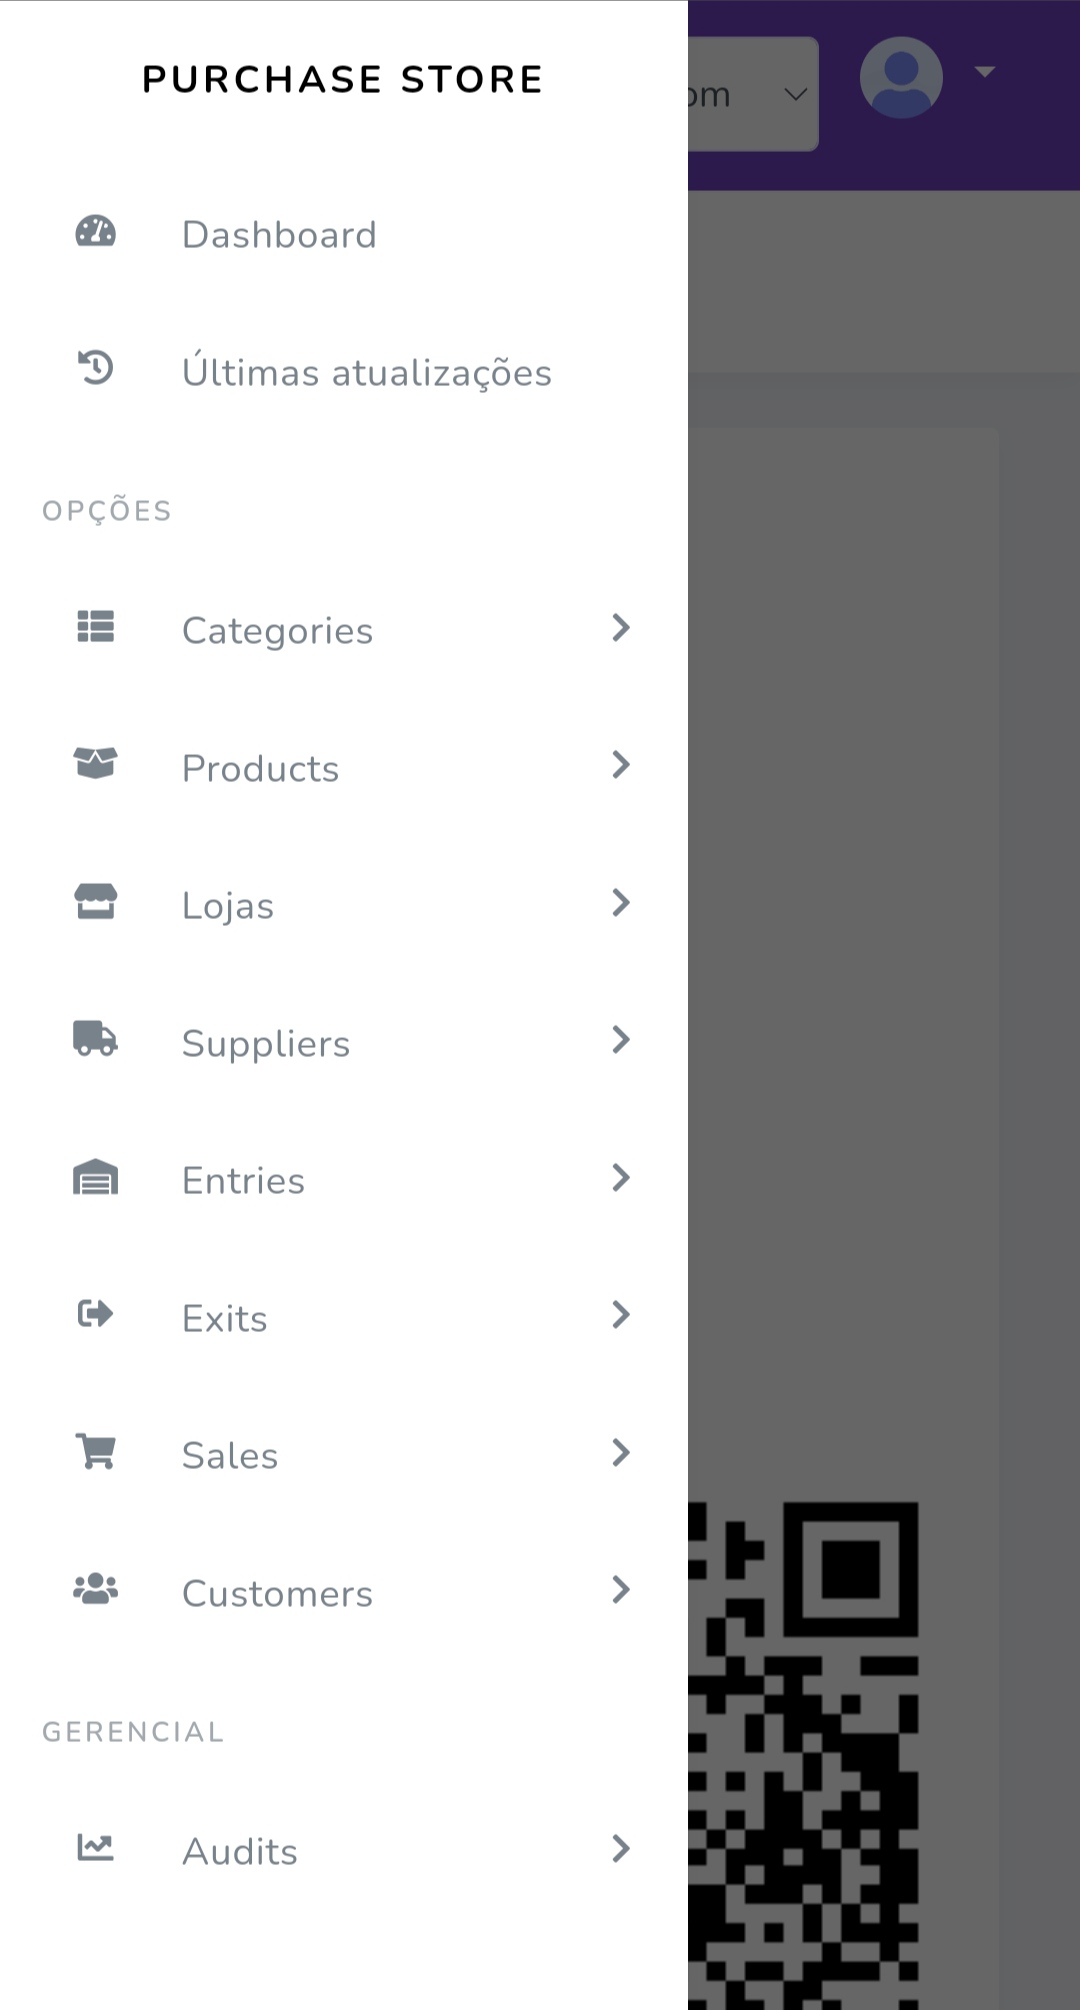 PURCHASE STORE
om
Dashboard
Últimas atualizações
OPÇÕES
Categories
Products
Lojas
Suppliers
Entries
Exits
Sales
Customers
GERENCIAL
Audits